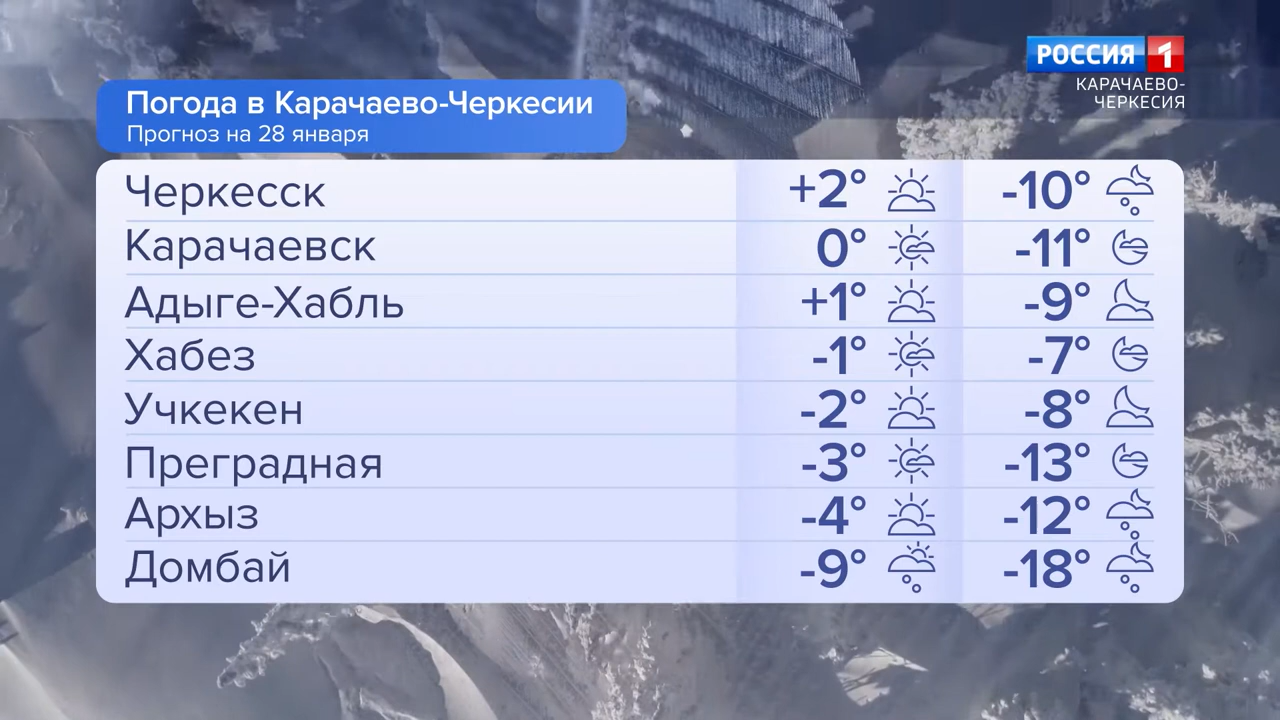 РОССИЯ 1
КАРАЧАЕВО-
ЧЕРКЕСИЯ
Погода в Карачаево-Черкесии
Прогноз на 28 января
Черкесск +2° -10°
Карачаевск 0° -11°
Адыге-Хабль +1° -9°
Хабез -1° -7°
Учкекен -2° -8°
Преградная -3° -13°
Архыз -4° -12°
Домбай -9° -18°